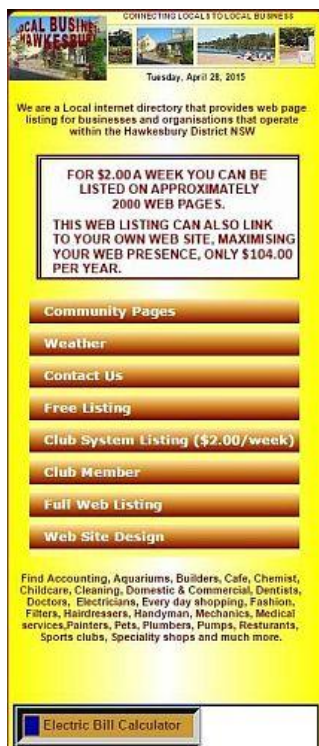 LOCAL BUSINE
HAWKESBURY
CONNECTING LOCALS TO LOCAL BUSINESS
Tuesday, April 28, 2015
We are a Local internet directory that provides web page
listing for businesses and organisations that operate
within the Hawkesbury District NSW
FOR $2.00 A WEEK YOU CAN BE
LISTED ON APPROXIMATELY
2000 WEB PAGES.
THIS WEB LISTING CAN ALSO LINK
TO YOUR OWN WEB SITE, MAXIMISING
YOUR WEB PRESENCE, ONLY $104.00
PER YEAR.
Community Pages
Weather
Contact Us
Free Listing
Club System Listing ($2.00/week)
Club Member
Full Web Listing
Web Site Design
Find Accounting, Aquariums, Builders, Cafe, Chemist,
Childcare, Cleaning, Domestic & Commercial, Dentists,
Doctors, Electricians, Every day shopping, Fashion,
Filters, Hairdressers, Handyman, Mechanics, Medical
services,Painters, Pets, Plumbers, Pumps, Resturants,
Sports clubs, Speciality shops and much more.
Electric Bill Calculator